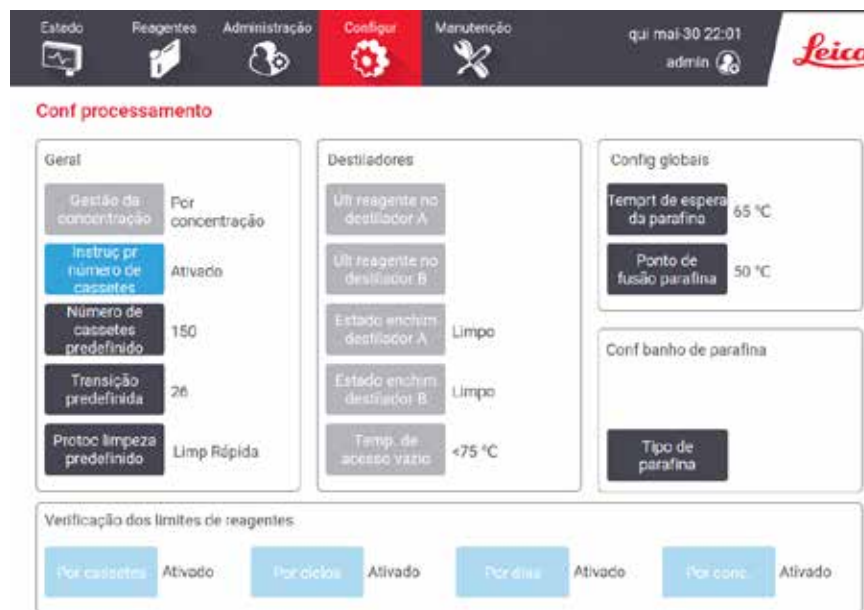 Estado Reagentes Administração Configur Manutenção
qui mai-30 22:01
admin
Leica
Conf processamento
Geral
Gestão da
concentração
Por
concentração
Instruç pr
número de
cassetes
Ativado
Número de
cassetes
predefinido
150
Transição
predefinida
26
Protoc limpeza
predefinido
Limp Rápida
Destiladores
Últ reagente no
destilador A
Últ reagente no
destilador B
Estado enchim
destilador A
Limpo
Estado enchim
destilador B
Limpo
Temp. de
acesso vazio
<75 °C
Config globais
Temprt de espera
da parafina
65 °C
Ponto de
fusão parafina
50 °C
Conf banho de parafina
Tipo de
parafina
Verificação dos limites de reagentes
Por cassetes Ativado Por ciclos Ativado Por dias Ativado Por conc. Ativado